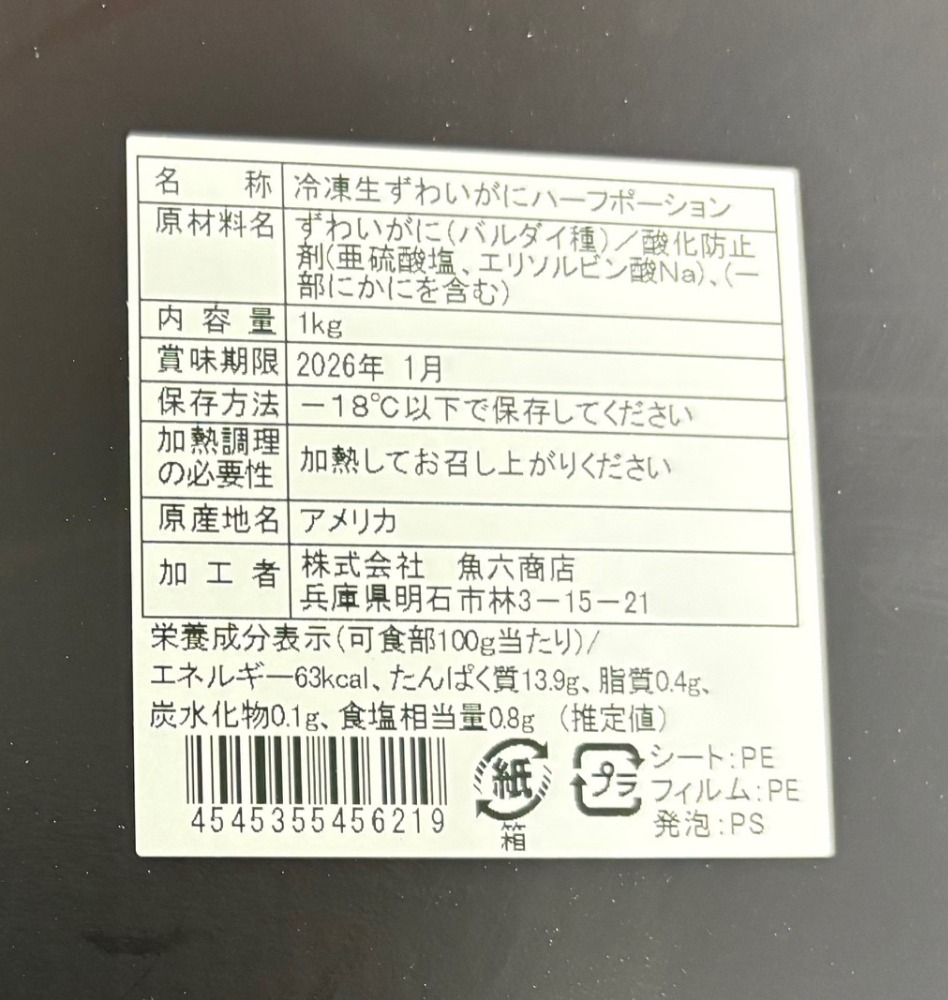 名 称 冷凍生ずわいがにハーフポーション
原材料名 ずわいがに(バルダイ種)/酸化防止
剤(亜硫酸塩、エリソルビン酸Na)、(一
部にかにを含む)
内容量 1kg
賞味期限 2026年 1月
保存方法 －18℃以下で保存してください
加熱調理
の必要性 加熱してお召し上がりください
原産地名 アメリカ
加工者 株式会社 魚六商店
兵庫県明石市林3－15－21
栄養成分表示(可食部100g当たり)/
エネルギー63kcal、たんぱく質13.9g、脂質0.4g、
炭水化物0.1g、食塩相当量0.8g (推定値)
4545355456219
紙
箱
プラ
シート:PE
フィルム:PE
発泡:PS